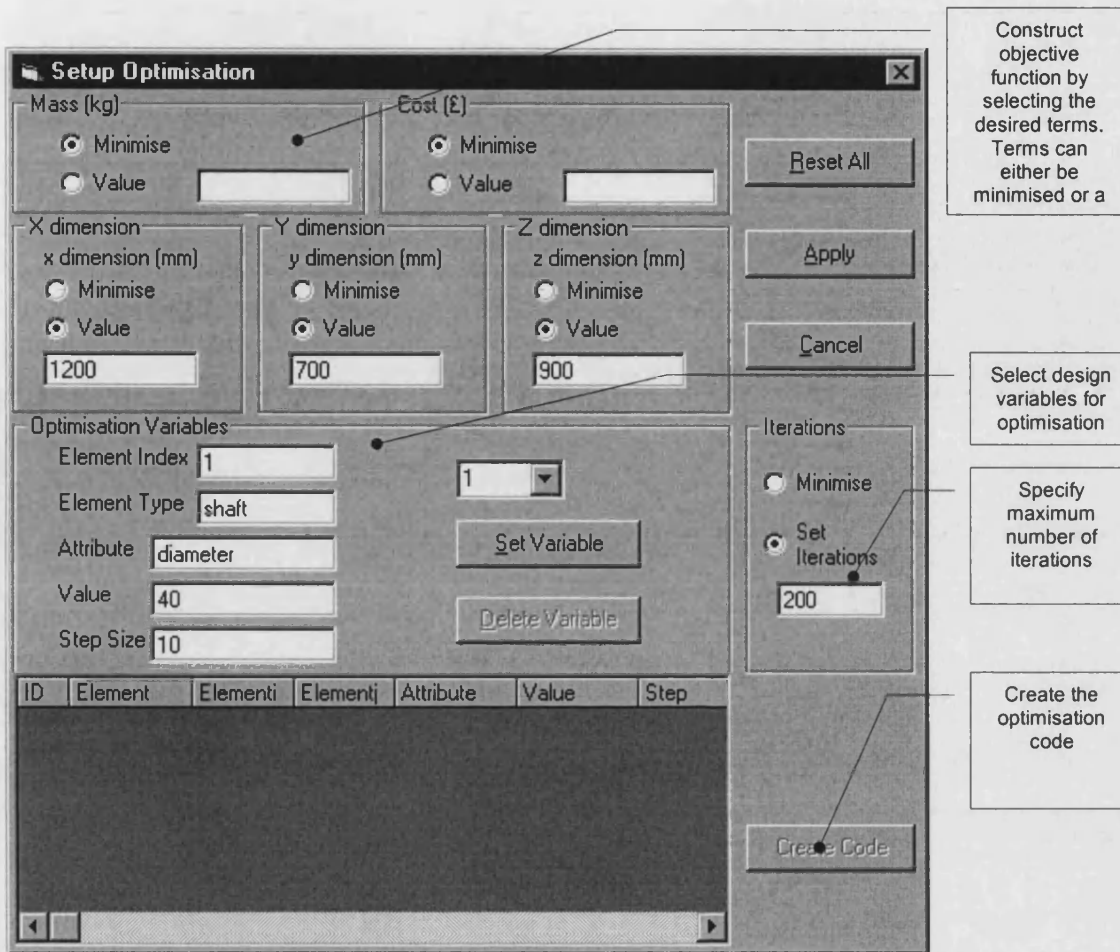 Construct
objective
function by
selecting the
desired terms.
Terms can
either be
minimised or a
Setup Optimisation
Mass (kg)
Minimise
Value
Cost (£)
Minimise
Value
Reset All
X dimension
x dimension (mm)
Minimise
Value
1200
Y dimension
y dimension (mm)
Minimise
Value
700
Z dimension
z dimension (mm)
Minimise
Value
900
Apply
Cancel
Select design
variables for
optimisation
Optimisation Variables
Element Index 1
Element Type shaft
Attribute diameter
Value 40
Step Size 10
1
Set Variable
Delete Variable
Iterations
Minimise
Set
Iterations
200
Specify
maximum
number of
iterations
ID Element Elementi Elementj Attribute Value Step
Create the
optimisation
code
Create Code